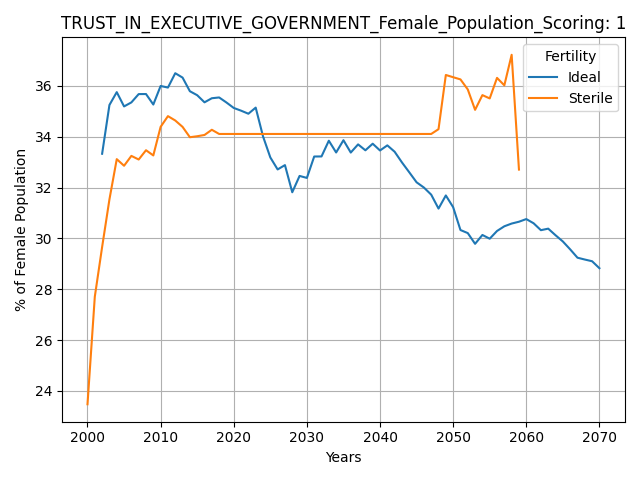 TRUST_IN_EXECUTIVE_GOVERNMENT_Female_Population_Scoring: 1
Fertility
Ideal
Sterile
% of Female Population
36
34
32
30
28
26
24
2000 2010 2020 2030 2040 2050 2060 2070
Years